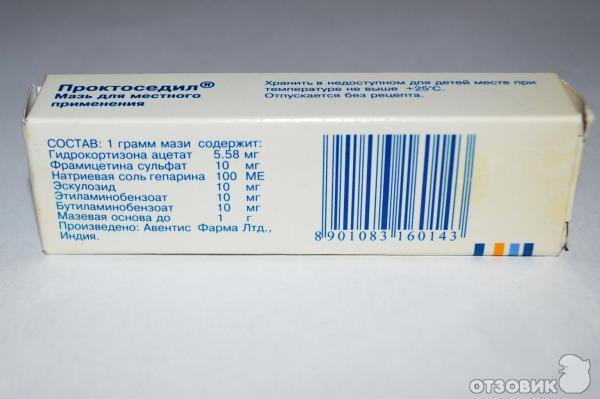 Проктоседил®
Мазь для местного
применения
Хранить в недоступном для детей месте при
температуре не выше +25°С.
Отпускается без рецепта.
СОСТАВ: 1 грамм мази содержит:
Гидрокортизона ацетат 5.58 мг
Фрамицетина сульфат 10 мг
Натриевая соль гепарина 100 МЕ
Эскулозид 10 мг
Этиламинобензоат 10 мг
Бутиламинобензоат 10 мг
Мазевая основа до 1 г
Произведено: Авентис Фарма Лтд.,
Индия.
8 901083 160143
ОТЗОВИК